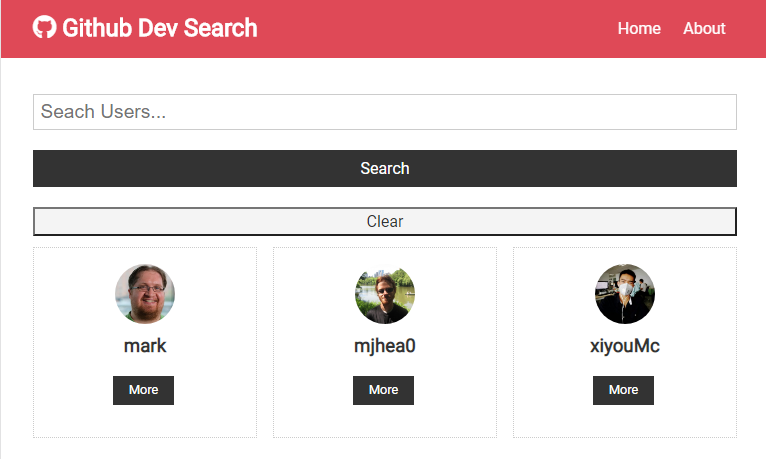 Github Dev Search Home About
Seach Users...
Search
Clear
mark mjhea0 xiyouMc
More More More